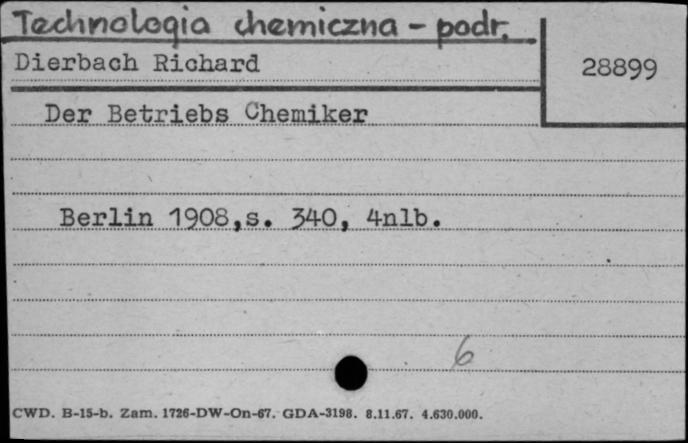 Technologia chemiczna - podr.
Dierbach Richard
28899
Der Betriebs Chemiker
Berlin 1908,s. 340, 4nlb.
6
CWD. B-15-b. Zam. 1726-DW-On-67. GDA-3198. 8.11.67. 4.630.000.